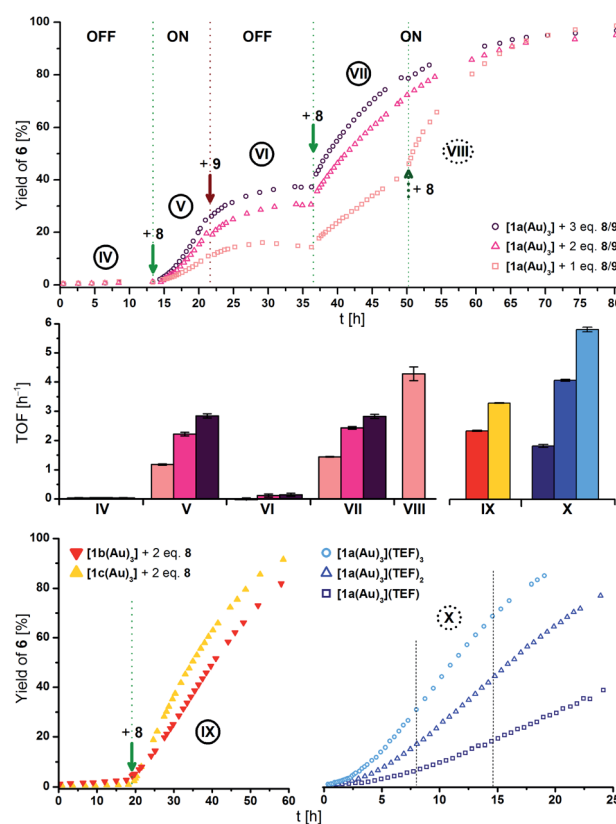 OFF ON OFF ON
Yield of 6 [%]
100
80
60
40
20
0
+ 8
+ 9
+ 8
+ 8
IV
V
VI
VII
VIII
[1a(Au)3] + 3 eq. 8/9
[1a(Au)3] + 2 eq. 8/9
[1a(Au)3] + 1 eq. 8/9
0 5 10 15 20 25 30 35 40 45 50 55 60 65 70 75 80
t [h]
TOF [h⁻¹]
6
5
4
3
2
1
0
IV V VI VII VIII IX X
[1b(Au)3] + 2 eq. 8
[1c(Au)3] + 2 eq. 8
Yield of 6 [%]
100
80
60
40
20
0
+ 8
IX
0 10 20 30 40 50 60
t [h]
[1a(Au)3](TEF)3
[1a(Au)3](TEF)2
[1a(Au)3](TEF)
X
0 5 10 15 20 25
t [h]